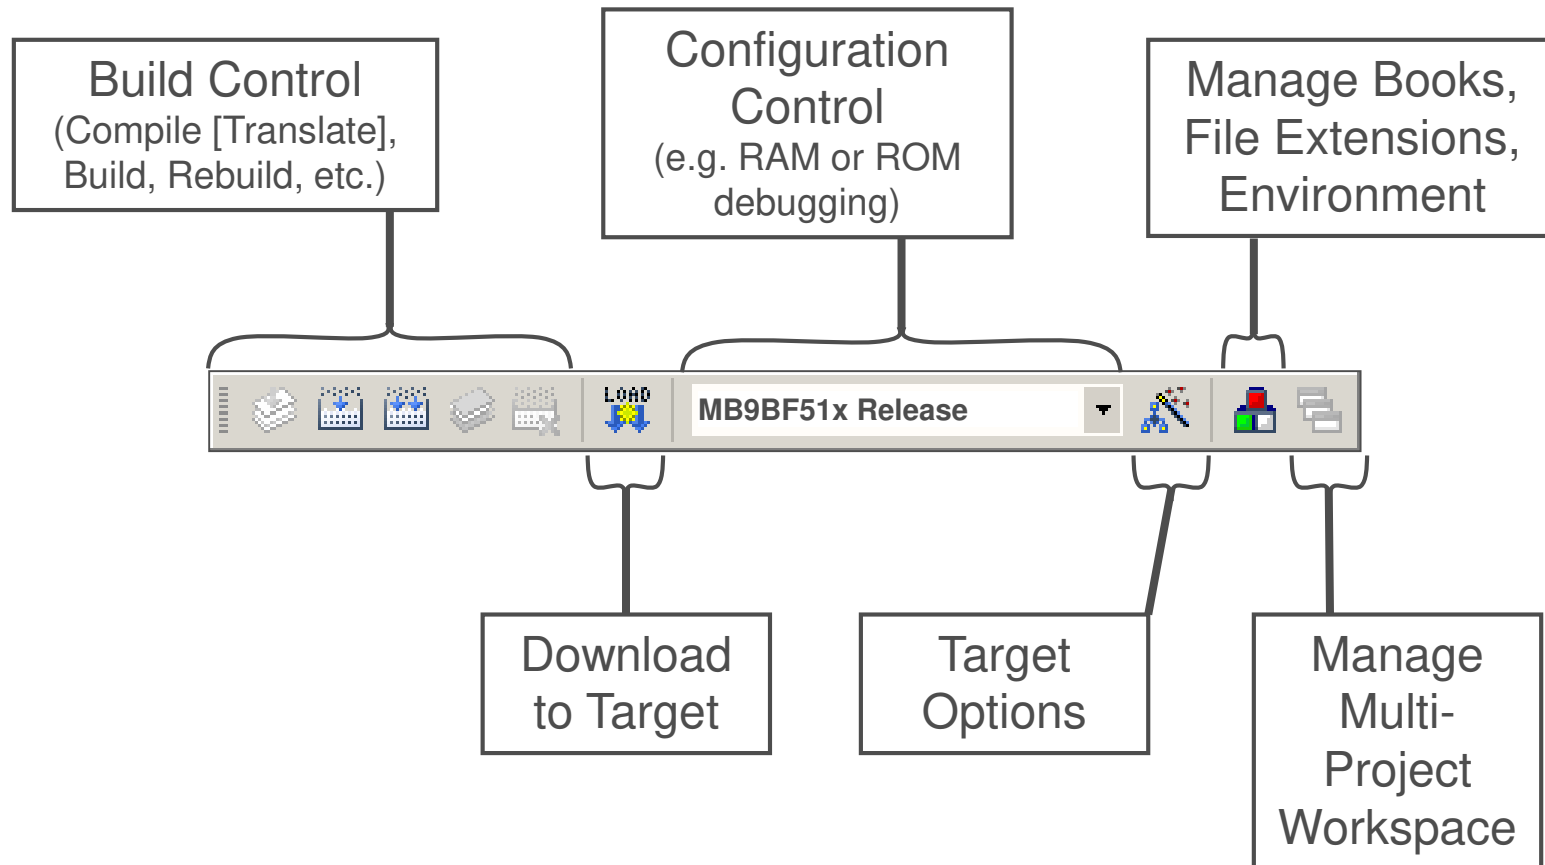 Build Control
(Compile [Translate],
Build, Rebuild, etc.)
Configuration
Control
(e.g. RAM or ROM
debugging)
Manage Books,
File Extensions,
Environment
LOAD
MB9BF51x Release
Download
to Target
Target
Options
Manage
Multi-
Project
Workspace